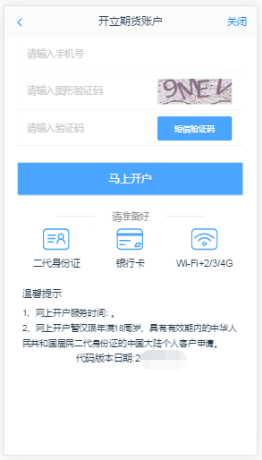 开立期货账户 关闭
请输入手机号
请输入图形验证码 9MEV
请输入验证码 短信验证码
马上开户
请准备好
二代身份证 银行卡 Wi-Fi+2/3/4G
温馨提示
1、网上开户服务时间: 。
2、网上开户暂仅限年满18周岁、具有有效期内的中华人
民共和国居民二代身份证的中国大陆个人客户申请。
代码版本日期:2